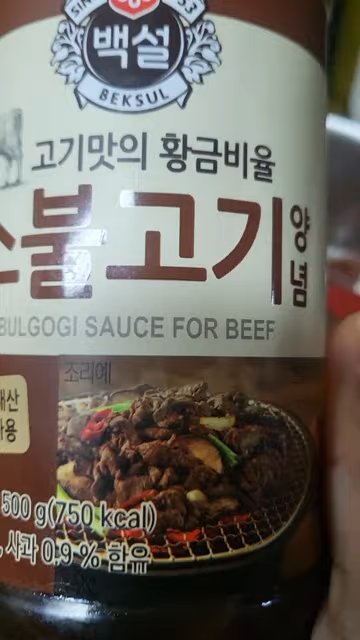 백설
BEKSUL
고기맛의 황금비율
불고기 양념
BULGOGI SAUCE FOR BEEF
조리예
500 g(750 kcal)
사과 0.9 % 함유